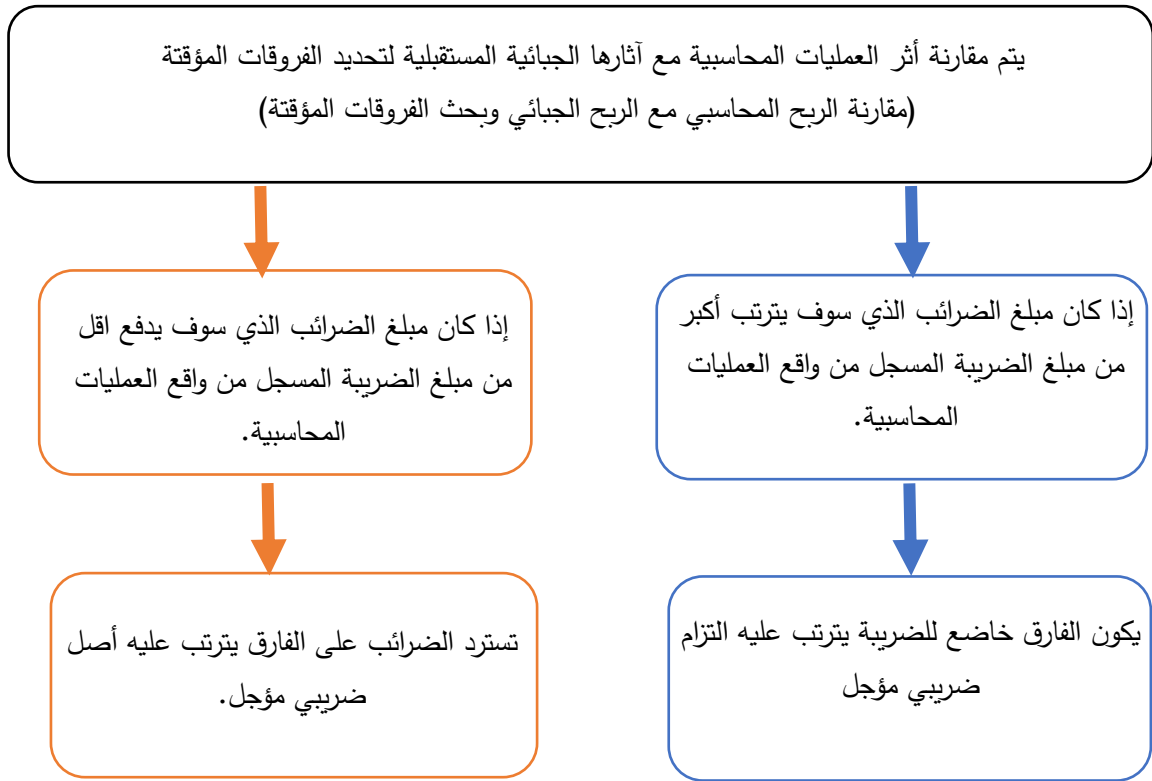 يتم مقارنة أثر العمليات المحاسبية مع آثارها الجبائية المستقبلية لتحديد الفروقات المؤقتة
(مقارنة الربح المحاسبي مع الربح الجبائي وبحث الفروقات المؤقتة)
إذا كان مبلغ الضرائب الذي سوف يترتب أكبر
من مبلغ الضريبة المسجل من واقع العمليات
المحاسبية.
إذا كان مبلغ الضرائب الذي سوف يدفع اقل
من مبلغ الضريبة المسجل من واقع العمليات
المحاسبية.
يكون الفارق خاضع للضريبة يترتب عليه التزام
ضريبي مؤجل
تسترد الضرائب على الفارق يترتب عليه أصل
ضريبي مؤجل.